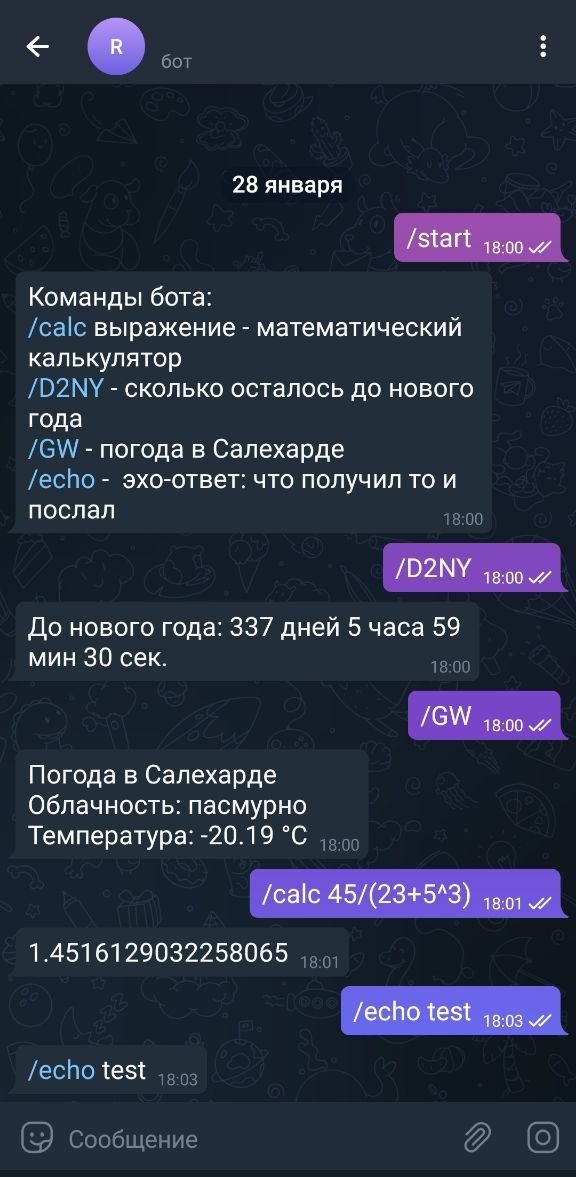 R
бот
28 января
/start 18:00
Команды бота:
/calc выражение - математический
калькулятор
/D2NY - сколько осталось до нового
года
/GW - погода в Салехарде
/echo -  эхо-ответ: что получил то и
послал
18:00
/D2NY 18:00
До нового года: 337 дней 5 часа 59
мин 30 сек.
18:00
/GW 18:00
Погода в Салехарде
Облачность: пасмурно
Температура: -20.19 °C 18:00
/calc 45/(23+5^3) 18:01
1.4516129032258065 18:01
/echo test 18:03
/echo test 18:03
Сообщение